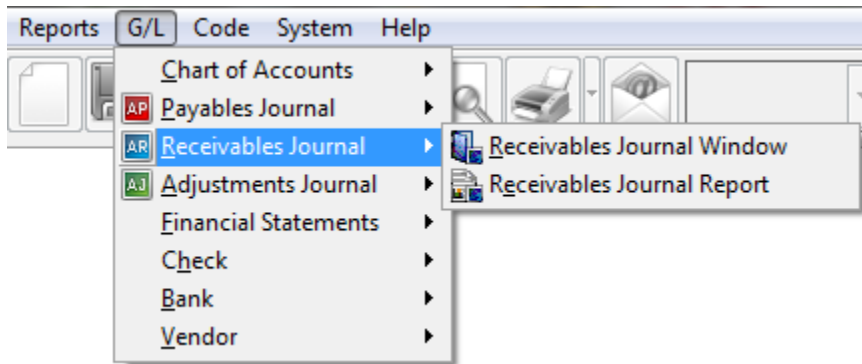 Reports G/L Code System Help
Chart of Accounts
AP Payables Journal
AR Receivables Journal
Receivables Journal Window
AJ Adjustments Journal
Receivables Journal Report
Financial Statements
Check
Bank
Vendor